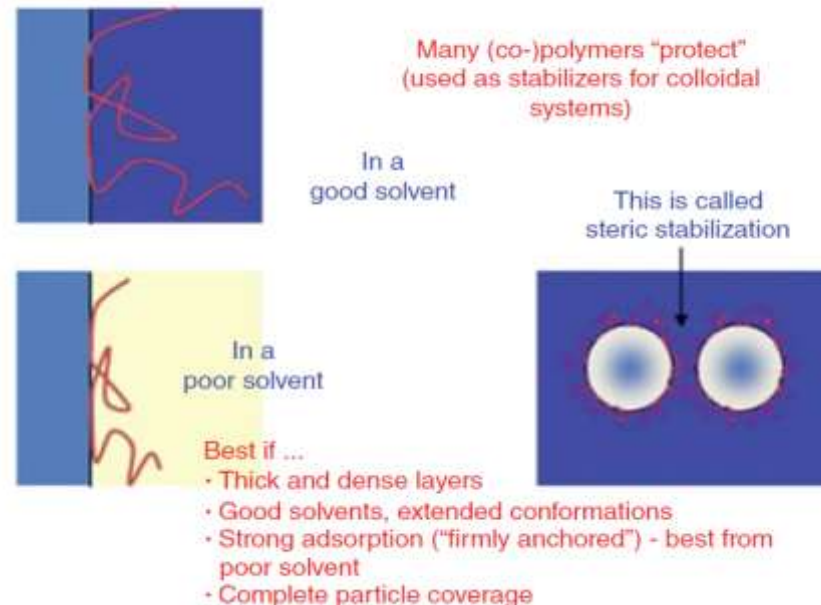 Many (co-)polymers “protect”
(used as stabilizers for colloidal
systems)
In a
good solvent
This is called
steric stabilization
In a
poor solvent
Best if ...
· Thick and dense layers
· Good solvents, extended conformations
· Strong adsorption (“firmly anchored”) - best from
poor solvent
· Complete particle coverage